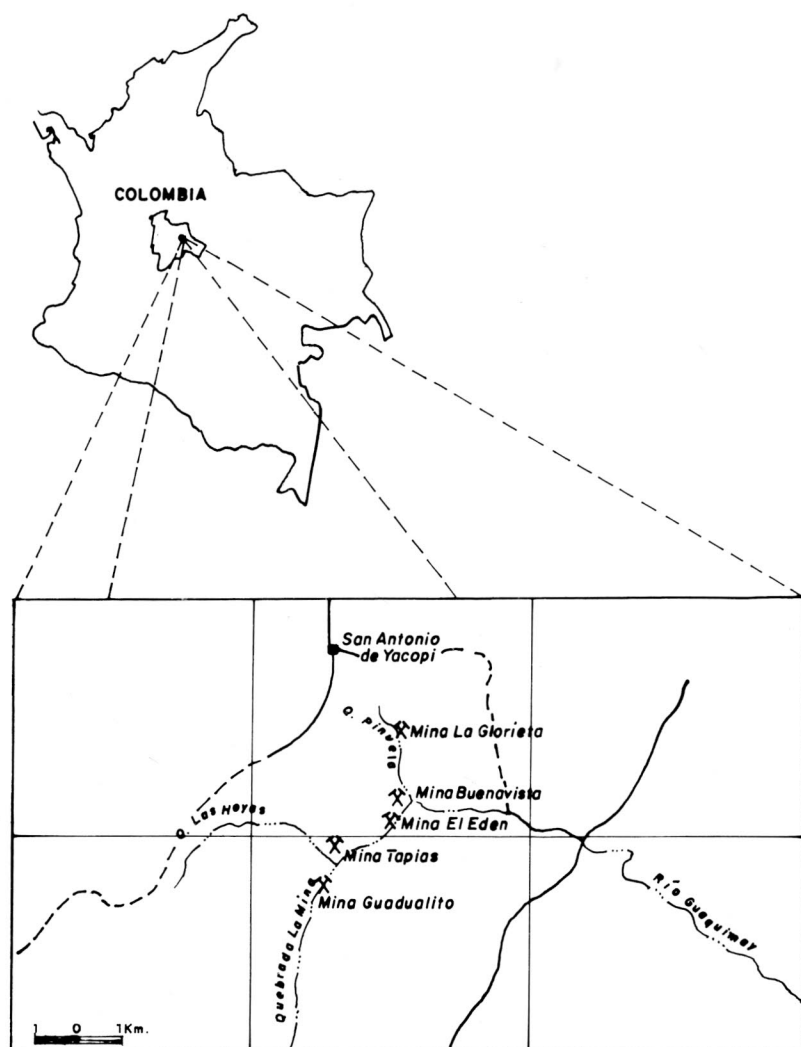 COLOMBIA
San Antonio
de Yacopi
Q. Piñuela
Mina La Glorieta
Mina Buenavista
Q. Las Hoyas
Mina El Eden
Mina Tapias
Mina Guadualito
Quebrada La Mina
Río Guaquimay
1 0 1Km.